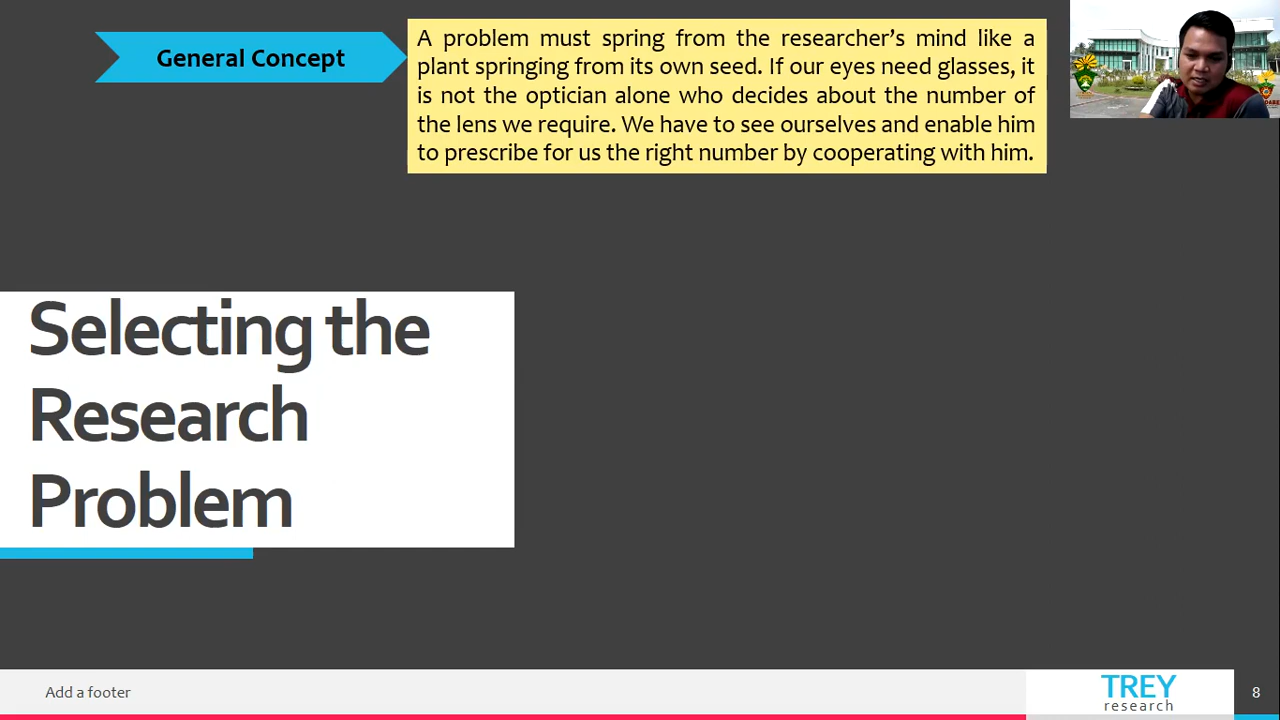 General Concept
A problem must spring from the researcher's mind like a
plant springing from its own seed. If our eyes need glasses, it
is not the optician alone who decides about the number of
the lens we require. We have to see ourselves and enable him
to prescribe for us the right number by cooperating with him.
Selecting the
Research
Problem
Add a footer
TREY
research
8